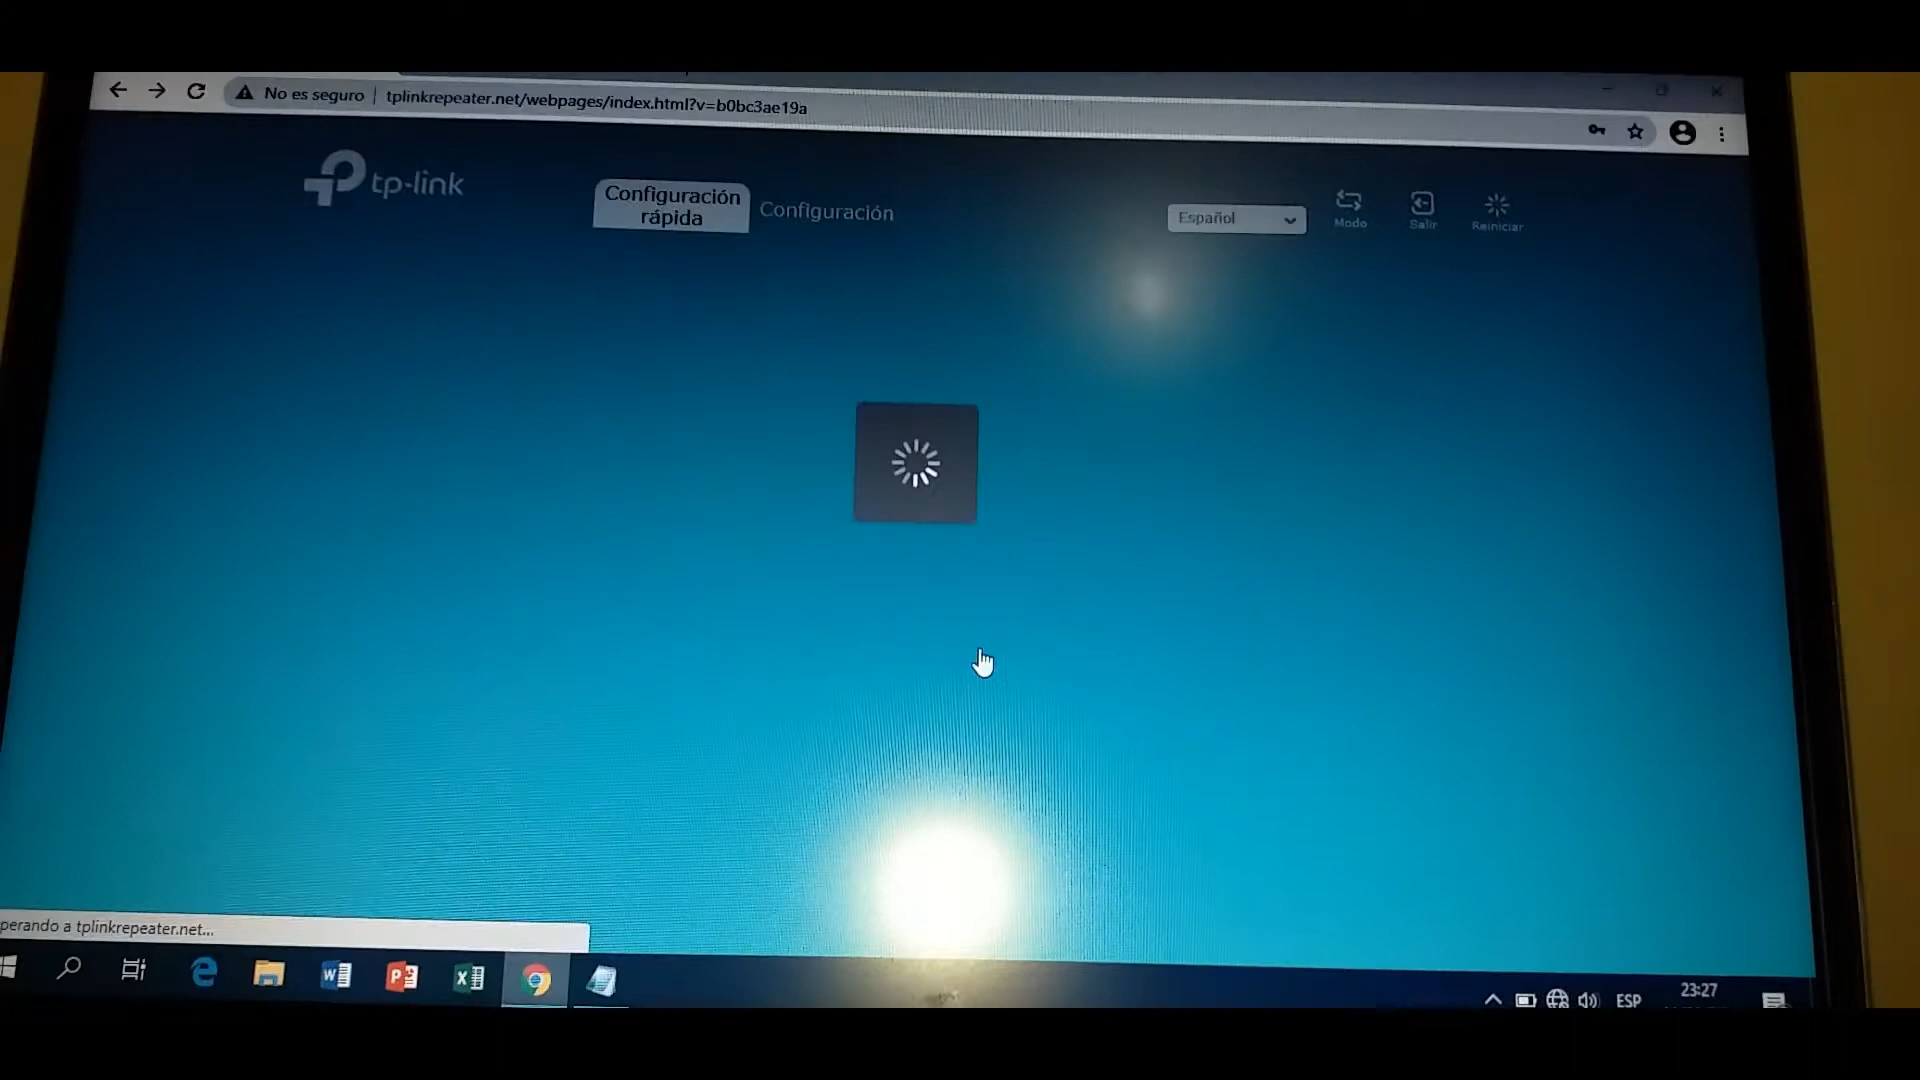 No es seguro | tplinkrepeater.net/webpages/index.html?v=b0bc3ae19a
tp-link
Configuración
rápida
Configuración
Español
Modo
Salir
Reiniciar
perando a tplinkrepeater.net...
ESP
23:27